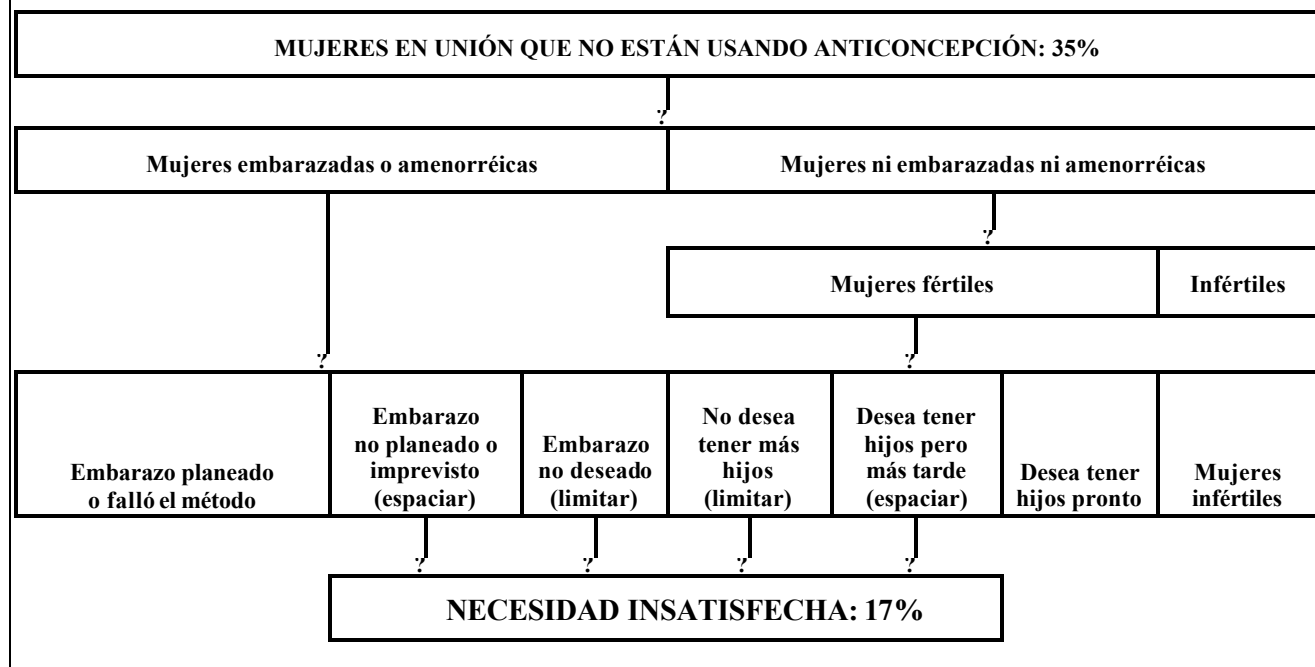 MUJERES EN UNIÓN QUE NO ESTÁN USANDO ANTICONCEPCIÓN: 35%
?
Mujeres embarazadas o amenorréicas
Mujeres ni embarazadas ni amenorréicas
?
Mujeres fértiles
Infértiles
?
?
Embarazo planeado
o falló el método
Embarazo
no planeado o
imprevisto
(espaciar)
Embarazo
no deseado
(limitar)
No desea
tener más
hijos
(limitar)
Desea tener
hijos pero
más tarde
(espaciar)
Desea tener
hijos pronto
Mujeres
infértiles
?
?
?
?
NECESIDAD INSATISFECHA: 17%